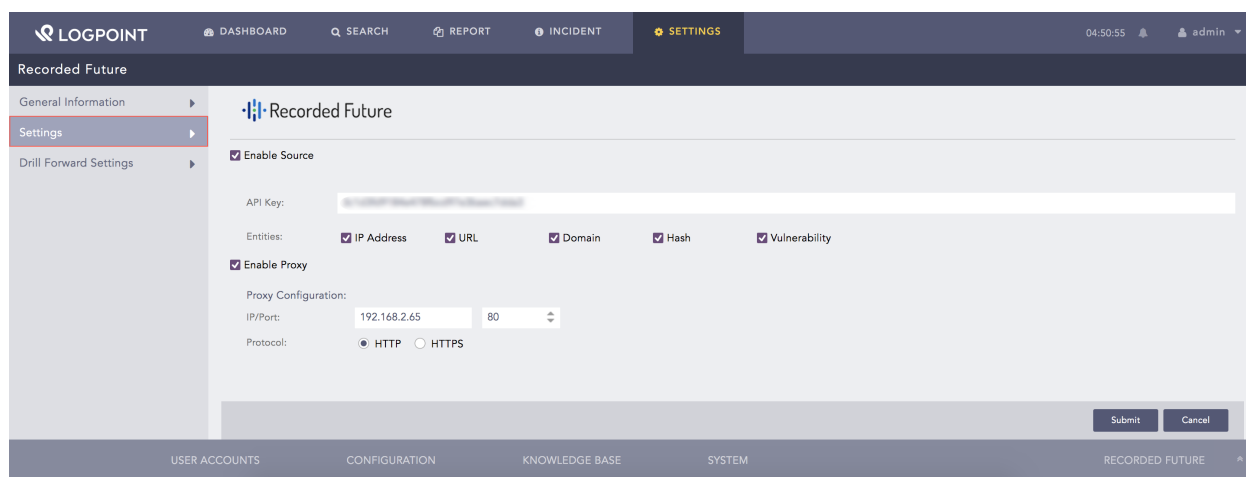 LOGPOINT DASHBOARD SEARCH REPORT INCIDENT SETTINGS 04:50:55 admin
Recorded Future
General Information
Settings
Drill Forward Settings
Recorded Future
Enable Source
API Key:
Entities: IP Address URL Domain Hash Vulnerability
Enable Proxy
Proxy Configuration:
IP/Port: 192.168.2.65 80
Protocol: HTTP HTTPS
Submit Cancel
USER ACCOUNTS CONFIGURATION KNOWLEDGE BASE SYSTEM RECORDED FUTURE